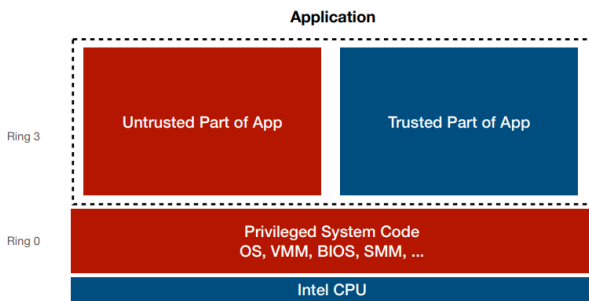 Application
Untrusted Part of App
Trusted Part of App
Ring 3
Privileged System Code
OS, VMM, BIOS, SMM, ...
Ring 0
Intel CPU